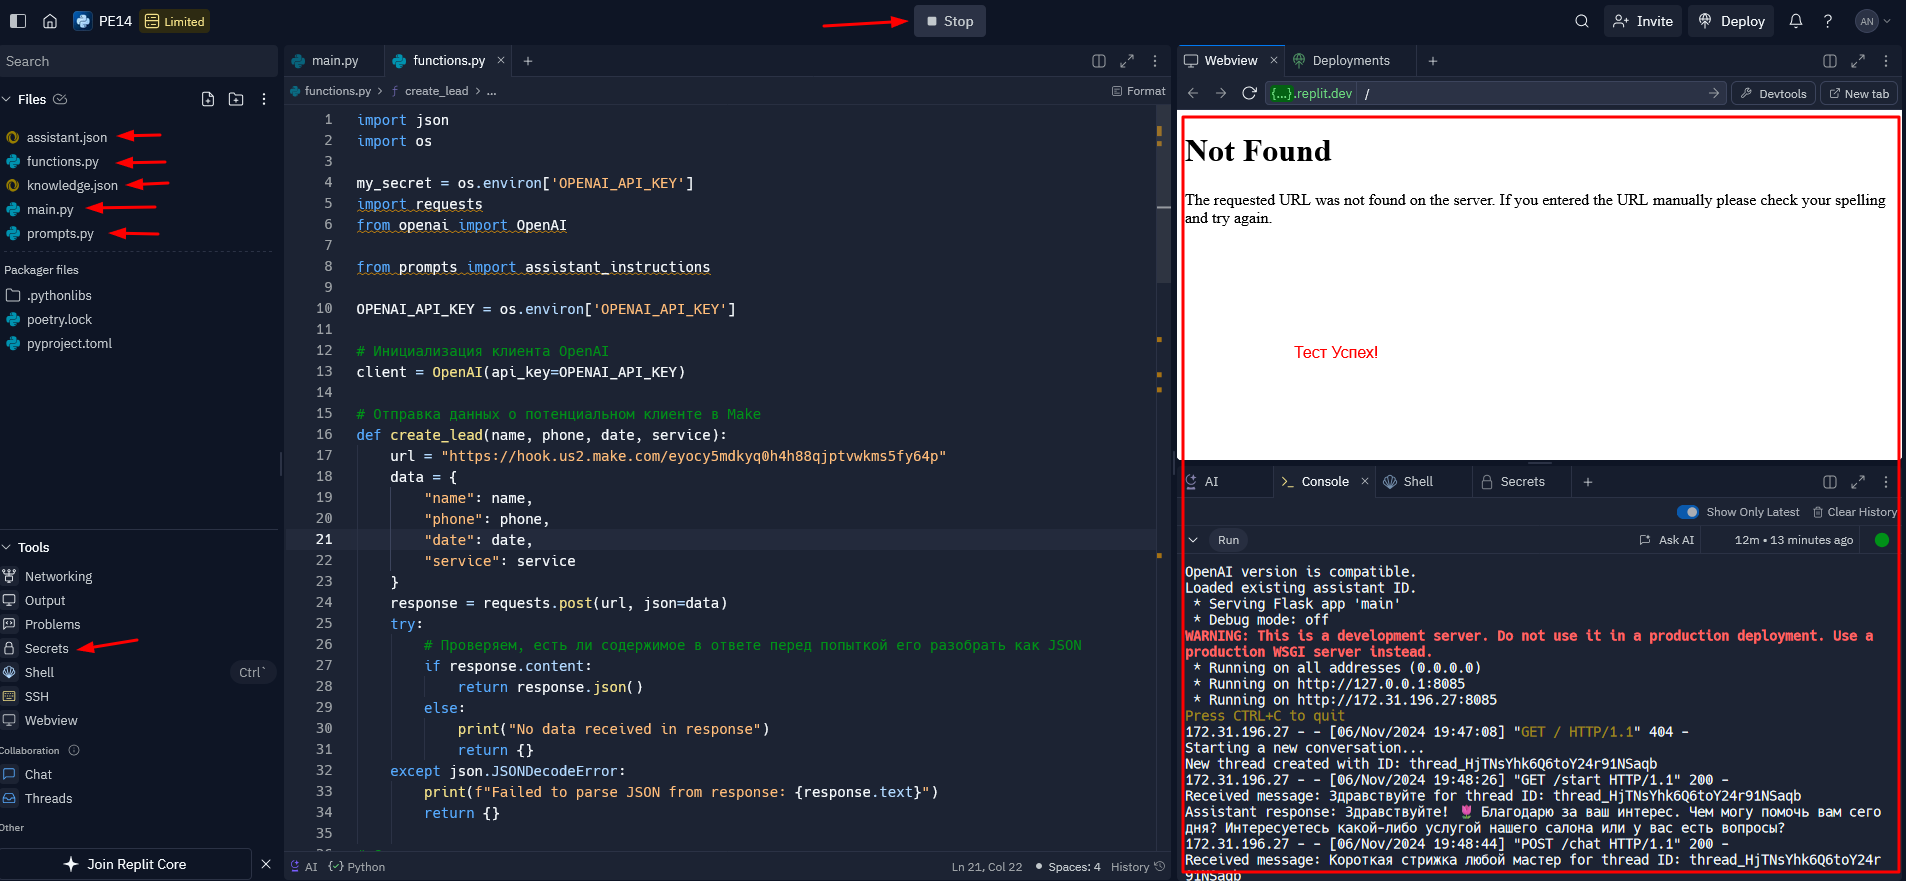 PE14
Limited
Stop
Invite
Deploy
?
AN
Search
Files
assistant.json
functions.py
knowledge.json
main.py
prompts.py
Packager files
.pythonlibs
poetry.lock
pyproject.toml
Tools
Networking
Output
Problems
Secrets
Shell
Ctrl`
SSH
Webview
Collaboration
Chat
Threads
Other
Join Replit Core
main.py
functions.py
functions.py > create_lead > ...
Format
1 import json
2 import os
3
4 my_secret = os.environ['OPENAI_API_KEY']
5 import requests
6 from openai import OpenAI
7
8 from prompts import assistant_instructions
9
10 OPENAI_API_KEY = os.environ['OPENAI_API_KEY']
11
12 # Инициализация клиента OpenAI
13 client = OpenAI(api_key=OPENAI_API_KEY)
14
15 # Отправка данных о потенциальном клиенте в Make
16 def create_lead(name, phone, date, service):
17     url = "https://hook.us2.make.com/eyocy5mdkyq0h4h88qjptvwkms5fy64p"
18     data = {
19         "name": name,
20         "phone": phone,
21         "date": date,
22         "service": service
23     }
24     response = requests.post(url, json=data)
25     try:
26         # Проверяем, есть ли содержимое в ответе перед попыткой его разобрать как JSON
27         if response.content:
28             return response.json()
29         else:
30             print("No data received in response")
31             return {}
32     except json.JSONDecodeError:
33         print(f"Failed to parse JSON from response: {response.text}")
34         return {}
35
AI
Python
Ln 21, Col 22
Spaces: 4
History
Webview
Deployments
{...}.replit.dev
/
Devtools
New tab
Not Found
The requested URL was not found on the server. If you entered the URL manually please check your spelling
and try again.
Тест Успех!
AI
Console
Shell
Secrets
Show Only Latest
Clear History
Run
Ask AI
12m • 13 minutes ago
OpenAI version is compatible.
Loaded existing assistant ID.
* Serving Flask app 'main'
* Debug mode: off
WARNING: This is a development server. Do not use it in a production deployment. Use a
production WSGI server instead.
* Running on all addresses (0.0.0.0)
* Running on http://127.0.0.1:8085
* Running on http://172.31.196.27:8085
Press CTRL+C to quit
172.31.196.27 - - [06/Nov/2024 19:47:08] "GET / HTTP/1.1" 404 -
Starting a new conversation...
New thread created with ID: thread_HjTNsYhk6Q6toY24r91NSaqb
172.31.196.27 - - [06/Nov/2024 19:48:26] "GET /start HTTP/1.1" 200 -
Received message: Здравствуйте for thread ID: thread_HjTNsYhk6Q6toY24r91NSaqb
Assistant response: Здравствуйте! 🌷 Благодарю за ваш интерес. Чем могу помочь вам сего
дня? Интересуетесь какой-либо услугой нашего салона или у вас есть вопросы?
172.31.196.27 - - [06/Nov/2024 19:48:44] "POST /chat HTTP/1.1" 200 -
Received message: Короткая стрижка любой мастер for thread ID: thread_HjTNsYhk6Q6toY24r
91NSaqb